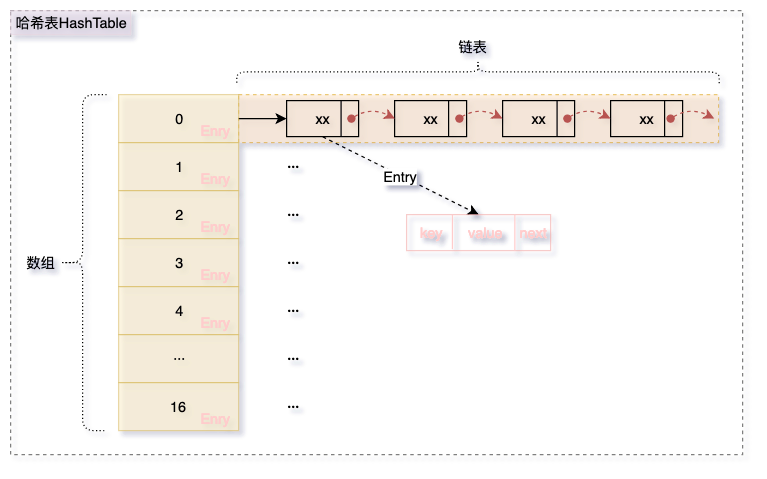 哈希表HashTable
链表
0
Enry
xx
xx
xx
xx
1
Enry
...
Entry
2
Enry
...
key
value
next
数组
3
Enry
...
4
Enry
...
...
...
16
Enry
...